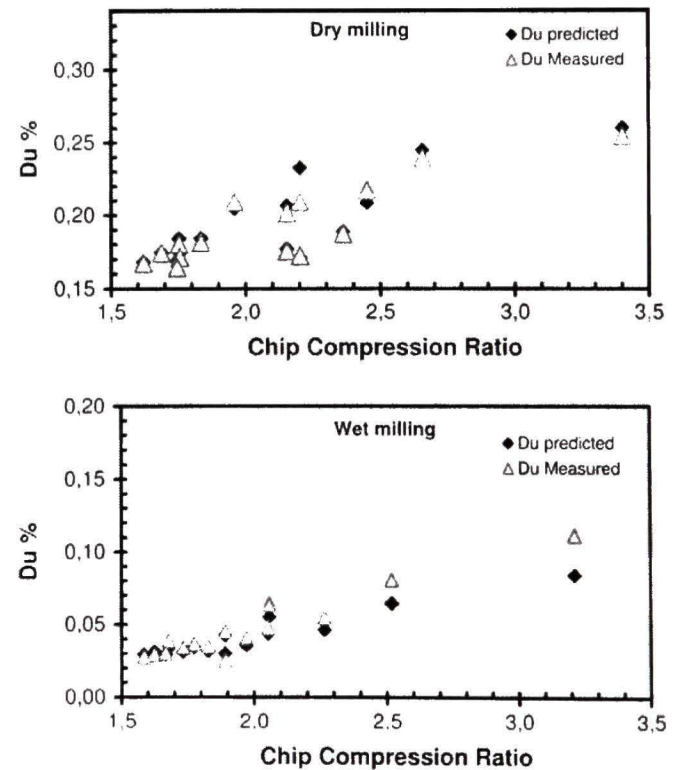 Dry milling
◆ Du predicted
△ Du Measured
0,30
0,25
0,20
0,15
Du %
1,5 2,0 2,5 3,0 3,5
Chip Compression Ratio
0,20
Wet milling
◆ Du predicted
△ Du Measured
0,15
0,10
0,05
0,00
Du %
1,5 2.0 2,5 3,0 3,5
Chip Compression Ratio